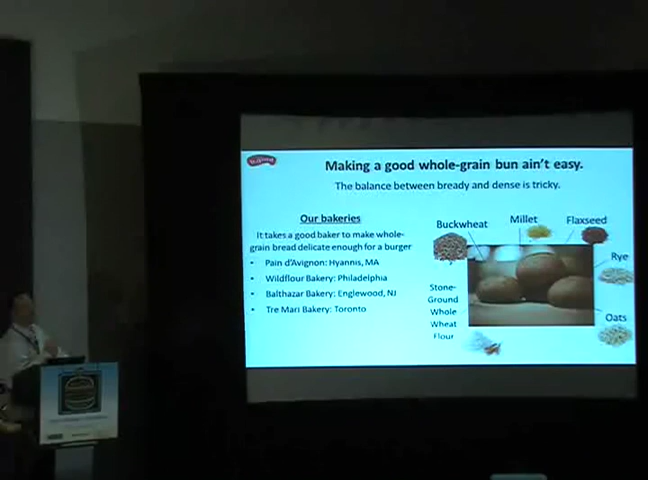 Making a good whole-grain bun ain't easy.
The balance between bready and dense is tricky.
Our bakeries
It takes a good baker to make whole-
grain bread delicate enough for a burger
• Pain d'Avignon: Hyannis, MA
• Wildflour Bakery: Philadelphia
• Balthazar Bakery: Englewood, NJ
• Tre Mari Bakery: Toronto
Buckwheat
Millet
Flaxseed
Rye
Oats
Stone-
Ground
Whole
Wheat
Flour